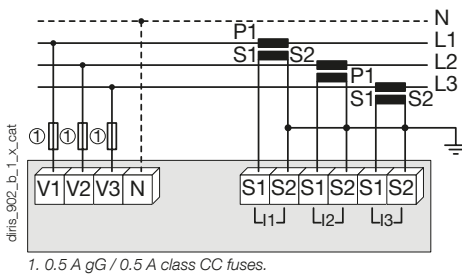 N
P1
L1
S1 S2
L2
P1
L3
S1 S2
1 1 1
V1 V2 V3 N
S1 S2 S1 S2 S1 S2
I1 I2 I3
diris_902_b_1_x_cat
1. 0.5 A gG / 0.5 A class CC fuses.